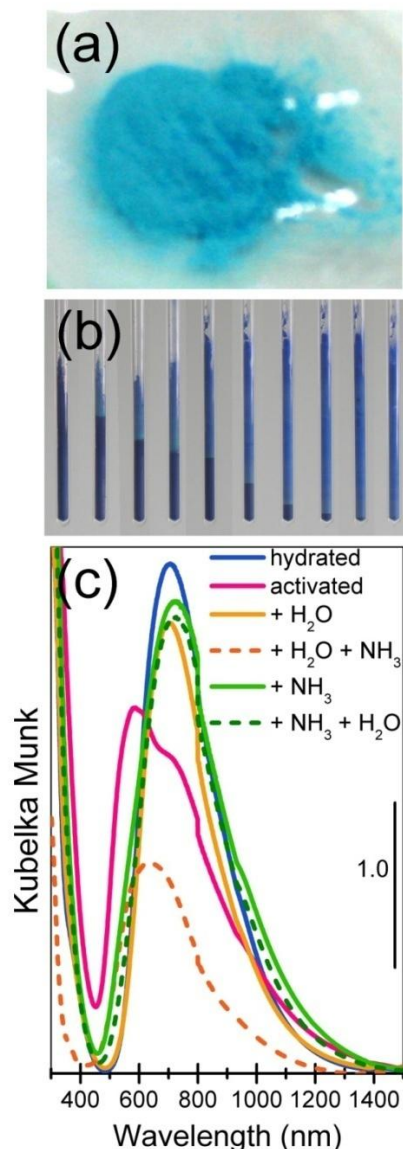 (a)
(b)
(c)
hydrated
activated
+ H₂O
+ H₂O + NH₃
+ NH₃
+ NH₃ + H₂O
Kubelka Munk
1.0
400 600 800 1000 1200 1400
Wavelength (nm)